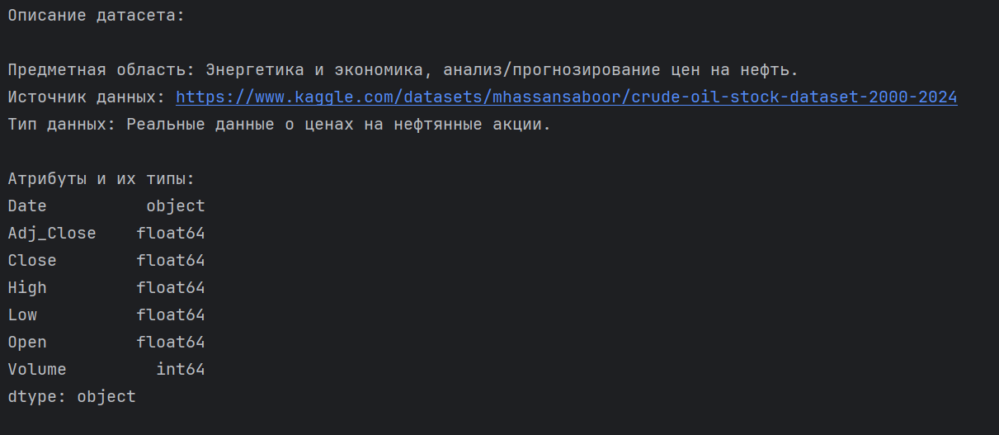 Описание датасета:
Предметная область: Энергетика и экономика, анализ/прогнозирование цен на нефть.
Источник данных: https://www.kaggle.com/datasets/mhassansaboor/crude-oil-stock-dataset-2000-2024
Тип данных: Реальные данные о ценах на нефтянные акции.
Атрибуты и их типы:
Date object
Adj_Close float64
Close float64
High float64
Low float64
Open float64
Volume int64
dtype: object